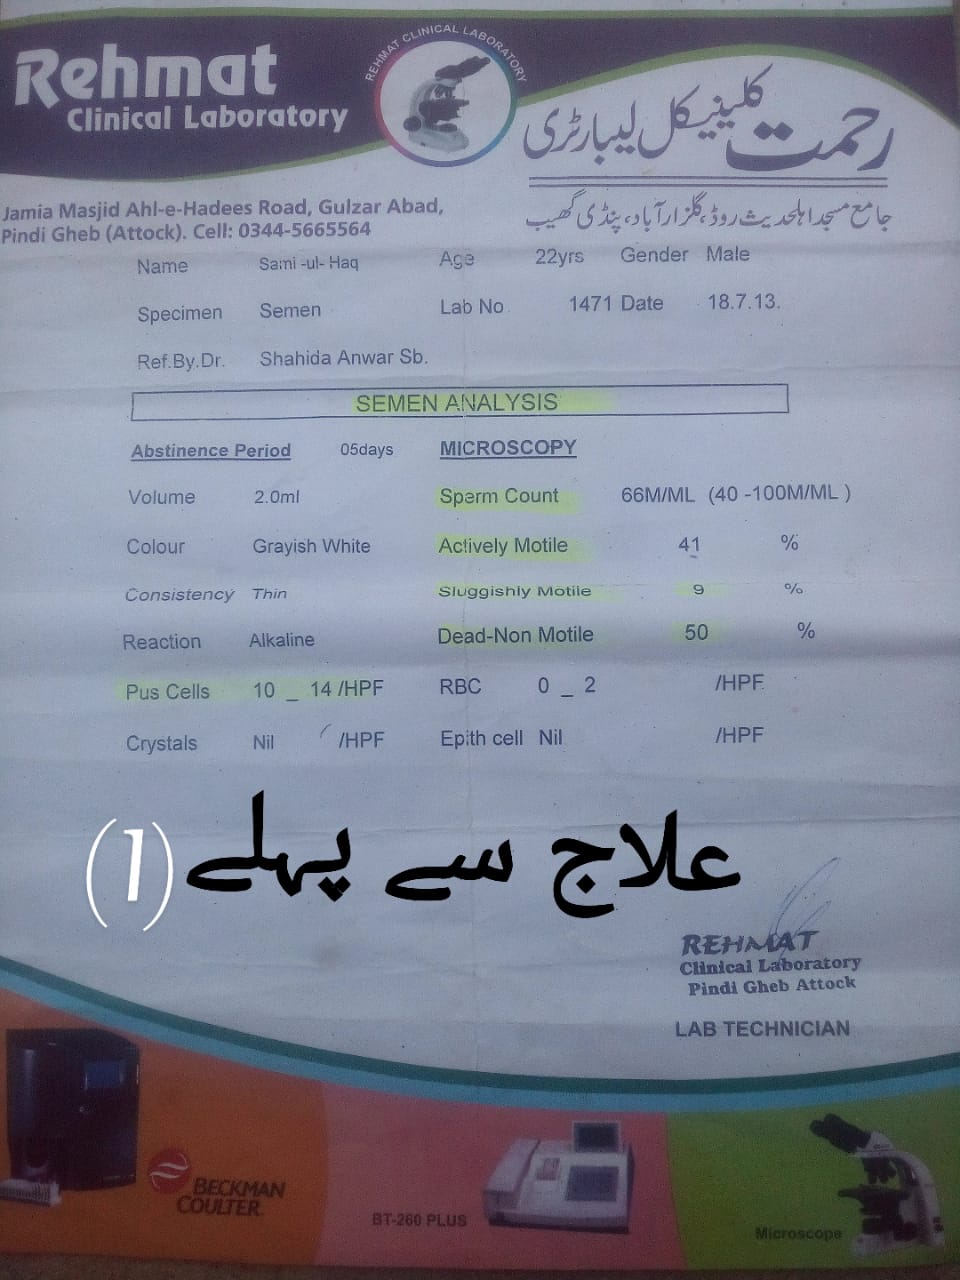 Rehmat
Clinical Laboratory
REHMAT CLINICAL LABORATORY
رحمت کلینیکل لیبارٹری
Jamia Masjid Ahl-e-Hadees Road, Gulzar Abad,
Pindi Gheb (Attock). Cell: 0344-5665564
جامع مسجد اہلحدیث روڈ، گلزار آباد، پنڈی گھیب
Name Sami -ul- Haq Age 22yrs Gender Male
Specimen Semen Lab No 1471 Date 18.7.13.
Ref.By.Dr. Shahida Anwar Sb.
SEMEN ANALYSIS
Abstinence Period 05days MICROSCOPY
Volume 2.0ml Sperm Count 66M/ML (40 -100M/ML )
Colour Grayish White Actively Motile 41 %
Consistency Thin Sluggishly Motile 9 %
Reaction Alkaline Dead-Non Motile 50 %
Pus Cells 10 _ 14 /HPF RBC 0 _ 2 /HPF
Crystals Nil /HPF Epith cell Nil /HPF
علاج سے پہلے (1)
REHMAT
Clinical Laboratory
Pindi Gheb Attock
LAB TECHNICIAN
BECKMAN
COULTER
BT-260 PLUS
Microscope